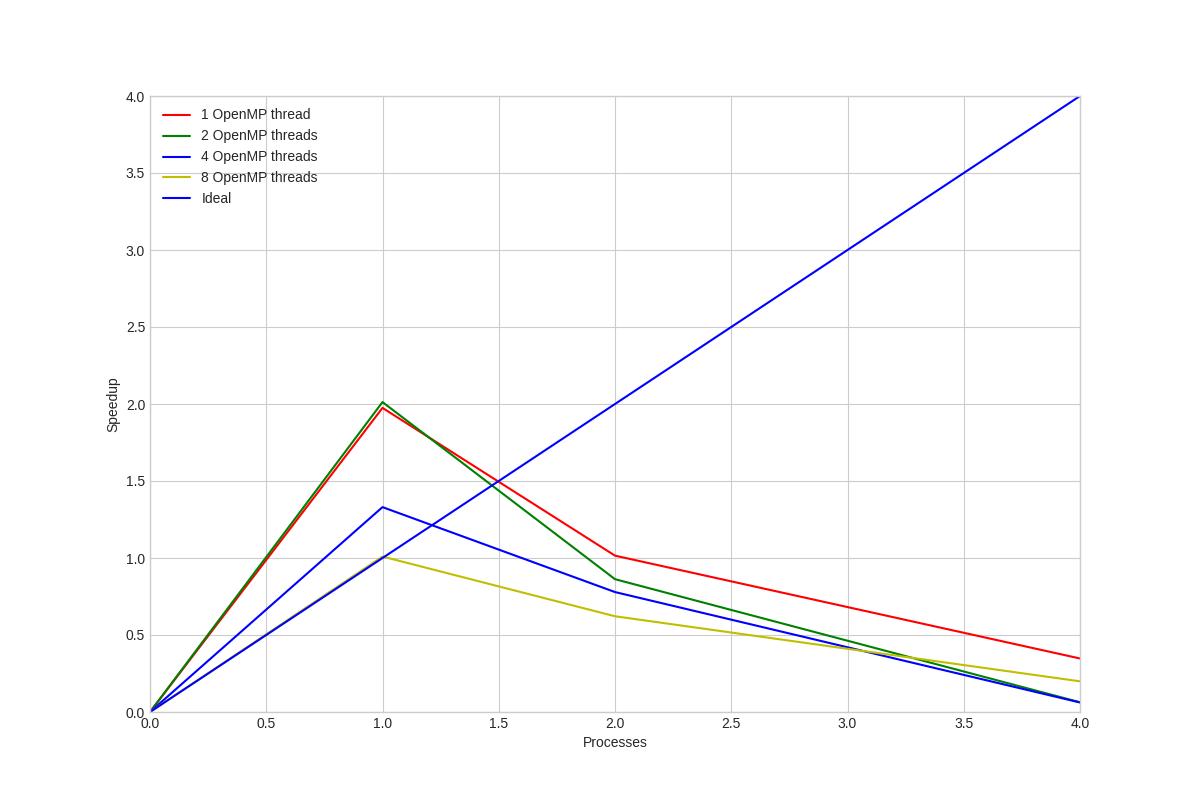 4.0
3.5
3.0
2.5
2.0
1.5
1.0
0.5
0.0
Speedup
1 OpenMP thread
2 OpenMP threads
4 OpenMP threads
8 OpenMP threads
Ideal
0.0 0.5 1.0 1.5 2.0 2.5 3.0 3.5 4.0
Processes